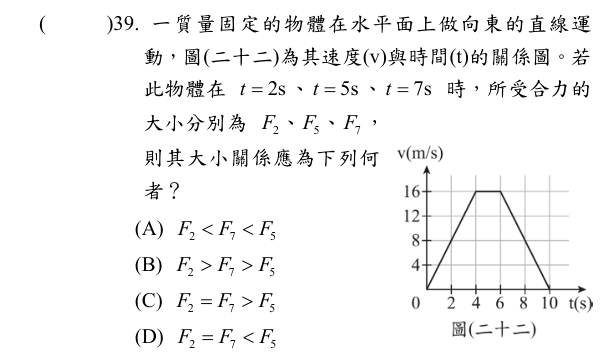 (　　)39. 一質量固定的物體在水平面上做向東的直線運
動，圖(二十二)為其速度(v)與時間(t)的關係圖。若
此物體在 t = 2s、t = 5s、t = 7s 時，所受合力的
大小分別為 F₂、F₅、F₇，
則其大小關係應為下列何
者？
(A) F₂ < F₇ < F₅
(B) F₂ > F₇ > F₅
(C) F₂ = F₇ > F₅
(D) F₂ = F₇ < F₅
v(m/s)
16
12
8
4
0 2 4 6 8 10 t(s)
圖(二十二)